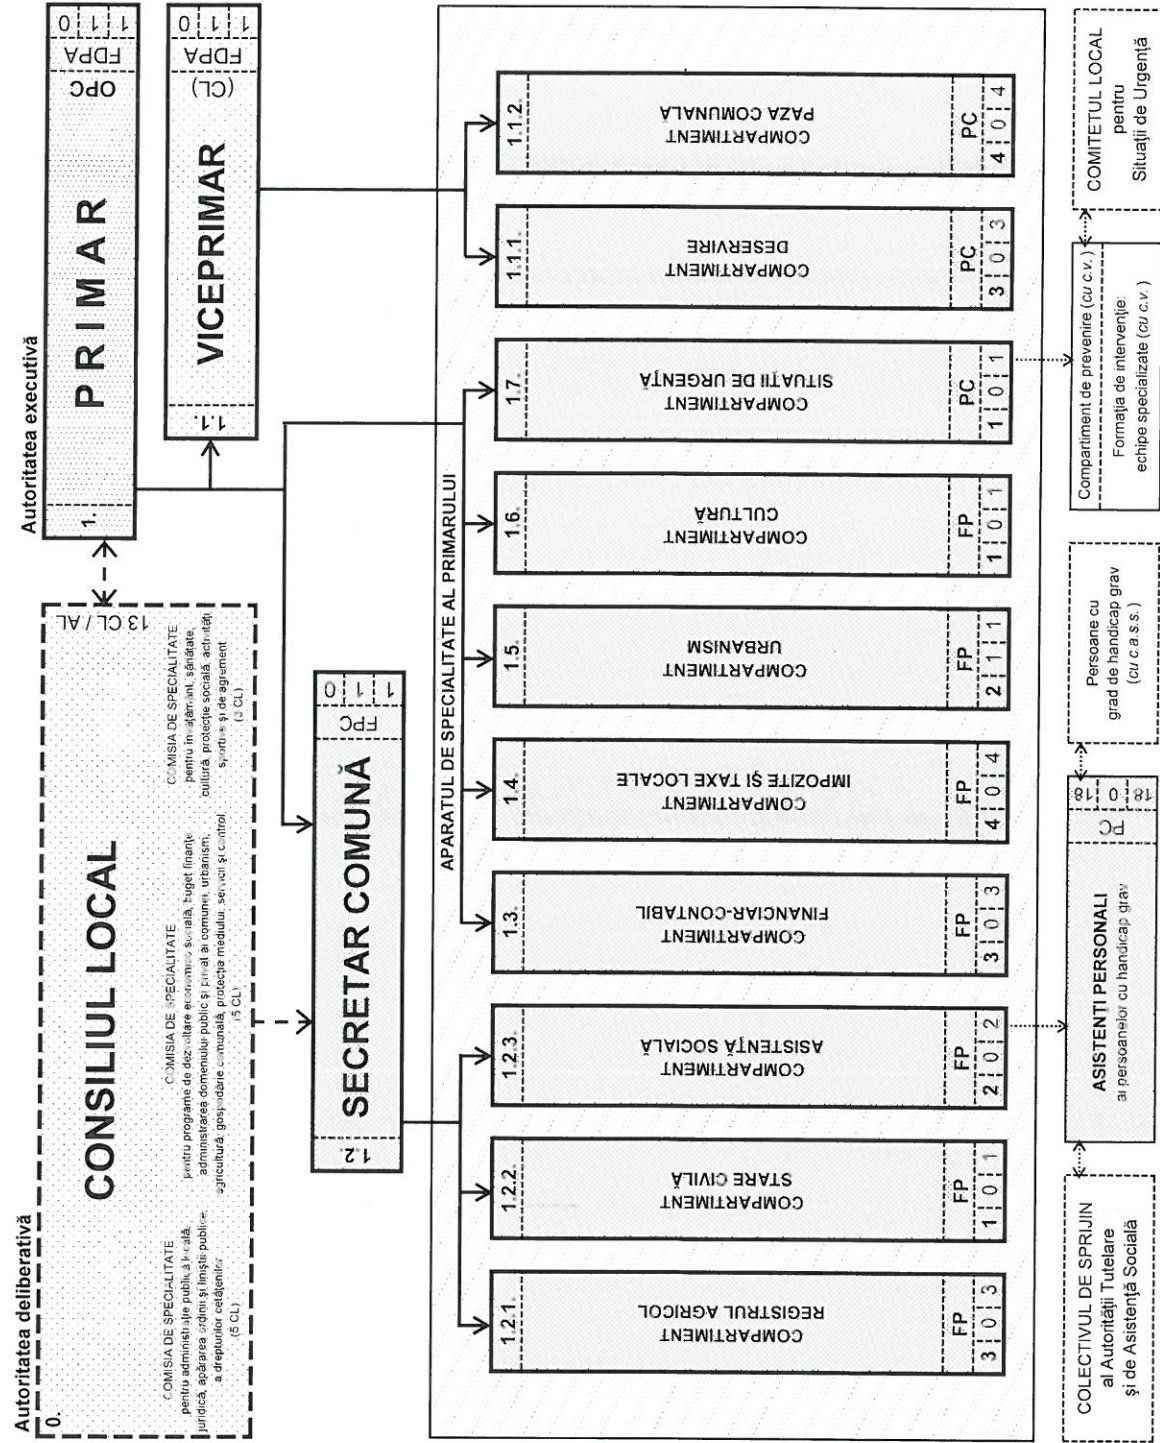 Autoritatea deliberativă
0.
CONSILIUL LOCAL
13 CL / AL
COMISIA DE SPECIALITATE
pentru administrație publică locală,
juridică, apărarea ordinii și liniștii publice,
a drepturilor cetățenilor
(5 CL)
COMISIA DE SPECIALITATE
pentru programe de dezvoltare economico socială, buget finanțe
administrarea domeniului public și privat al comunei, urbanism,
agricultură, gospodărie comunală, protecția mediului, servicii și control
(5 CL)
COMISIA DE SPECIALITATE
pentru învățământ, sănătate,
cultură, protecție socială, activități
sportive și de agrement
(3 CL)
Autoritatea executivă
1.
PRIMAR
OPC
FDPA
1 1 0
1.1.
VICEPRIMAR
(CL)
FDPA
1 1 0
1.2.
SECRETAR COMUNĂ
FPC
1 1 0
APARATUL DE SPECIALITATE AL PRIMARULUI
1.2.1.
COMPARTIMENT
REGISTRUL AGRICOL
FP
3 0 3
1.2.2.
COMPARTIMENT
STARE CIVILĂ
FP
1 0 1
1.2.3.
COMPARTIMENT
ASISTENȚĂ SOCIALĂ
FP
2 0 2
1.3.
COMPARTIMENT
FINANCIAR-CONTABIL
FP
3 0 3
1.4.
COMPARTIMENT
IMPOZITE ȘI TAXE LOCALE
FP
4 0 4
1.5.
COMPARTIMENT
URBANISM
FP
2 1 1
1.6.
COMPARTIMENT
CULTURĂ
FP
1 0 1
1.7.
COMPARTIMENT
SITUAȚII DE URGENȚĂ
PC
1 0 1
1.1.1.
COMPARTIMENT
DESERVIRE
PC
3 0 3
1.1.2.
COMPARTIMENT
PAZA COMUNALĂ
PC
4 0 4
COLECTIVUL DE SPRIJIN
al Autorității Tutelare
și de Asistență Socială
ASISTENȚI PERSONALI
ai persoanelor cu handicap grav
PC
18 0 18
Persoane cu
grad de handicap grav
(cu c.a.s.s.)
Compartiment de prevenire (cu c.v.)
Formația de intervenție:
echipe specializate (cu c.v.)
COMITETUL LOCAL
pentru
Situații de Urgență